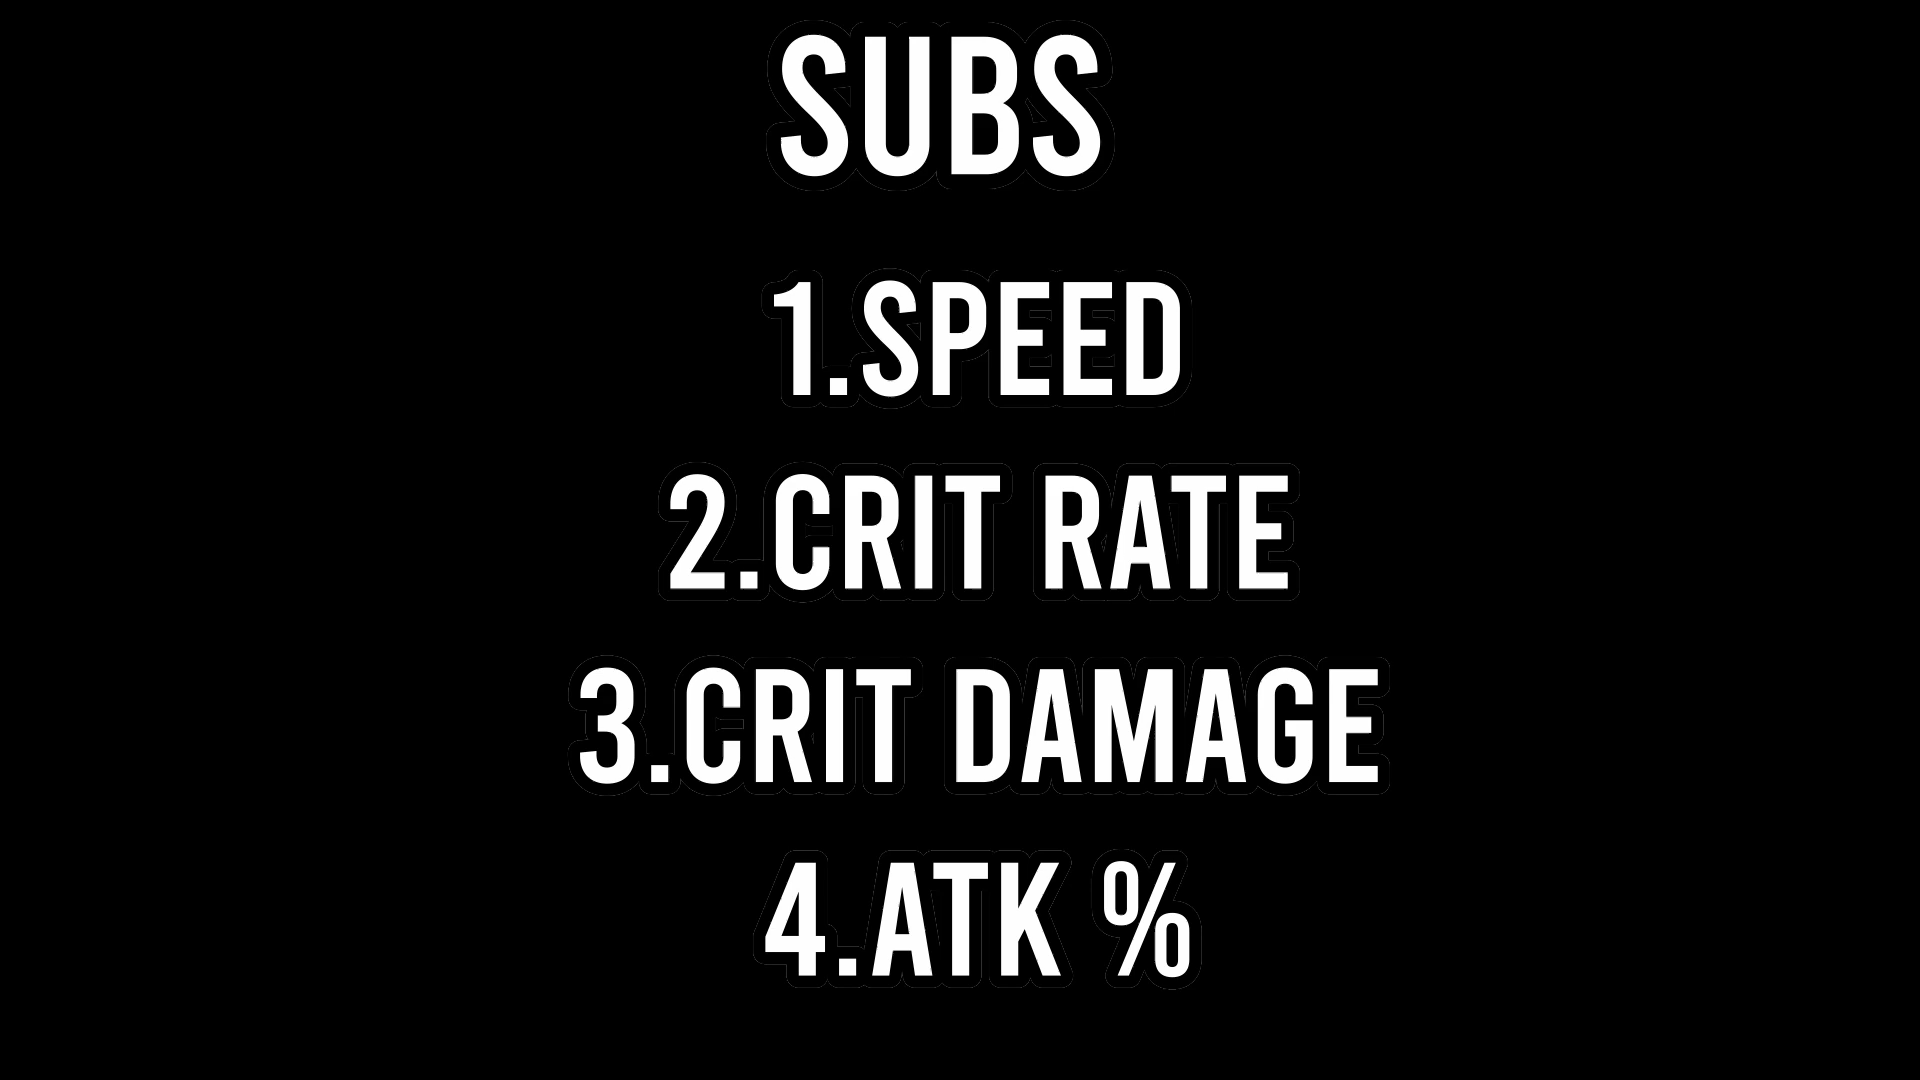 SUBS
1.SPEED
2.CRIT RATE
3.CRIT DAMAGE
4.ATK %